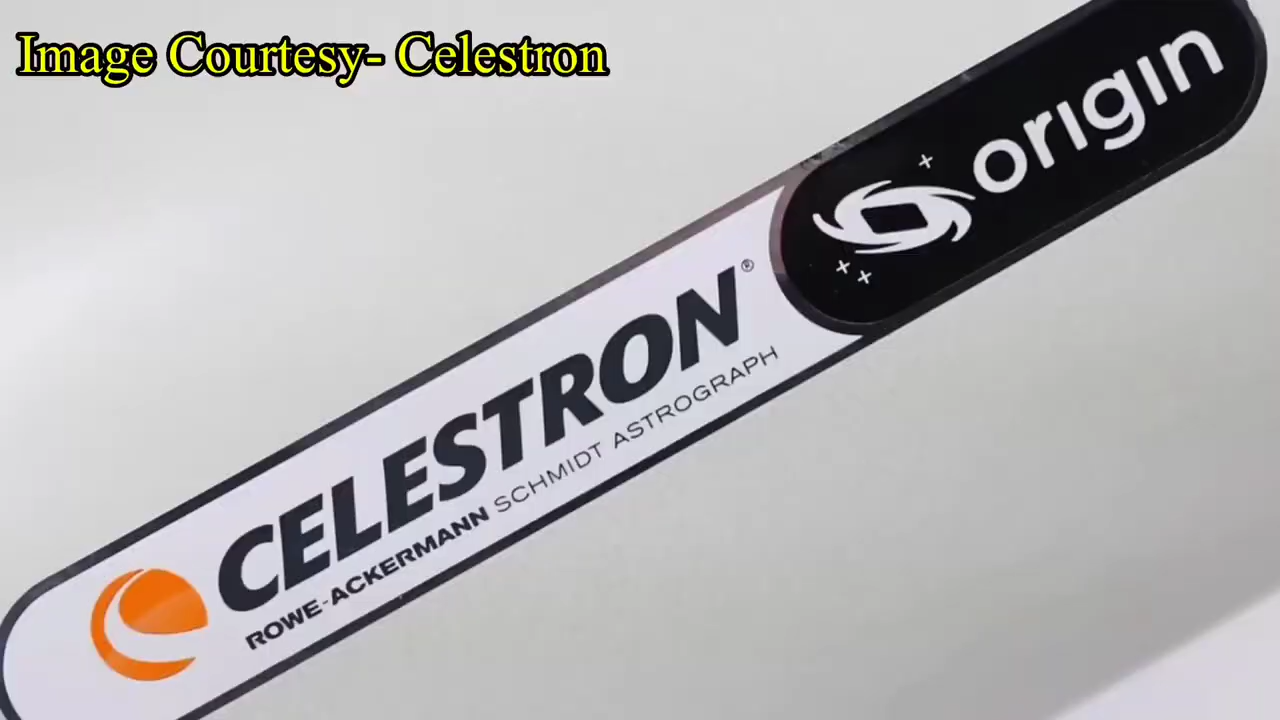 Image Courtesy- Celestron
origin
CELESTRON®
ROWE-ACKERMANN SCHMIDT ASTROGRAPH